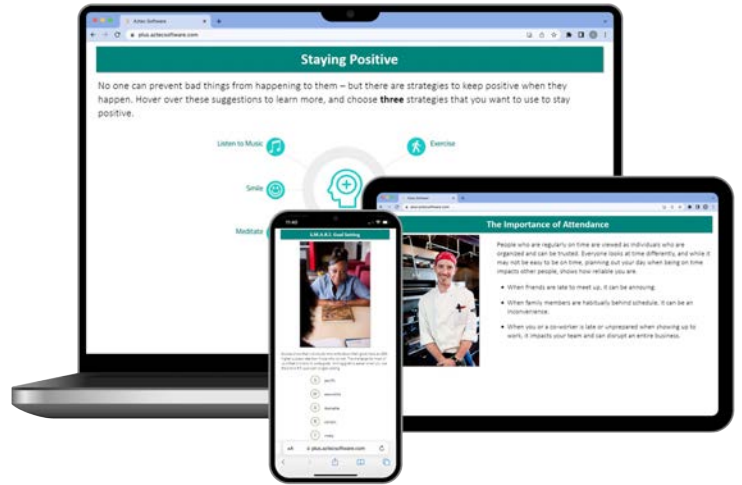 Aztec Software
plus.aztecsoftware.com
Staying Positive
No one can prevent bad things from happening to them – but there are strategies to keep positive when they
happen. Hover over these suggestions to learn more, and choose three strategies that you want to use to stay
positive.
Listen to Music
Exercise
Smile
Meditate
The Importance of Attendance
People who are regularly on time are viewed as individuals who are
organized and can be trusted. Everyone looks at time differently, and while it
may not be easy to be on time, planning out your day when being on time
impacts other people, shows how reliable you are.
• When friends are late to meet up, it can be annoying.
• When family members are habitually behind schedule, it can be an
inconvenience.
• When you or a co-worker is late or unprepared when showing up to
work, it impacts your team and can disrupt an entire business.
11:40
S.M.A.R.T. Goal Setting
plus.aztecsoftware.com